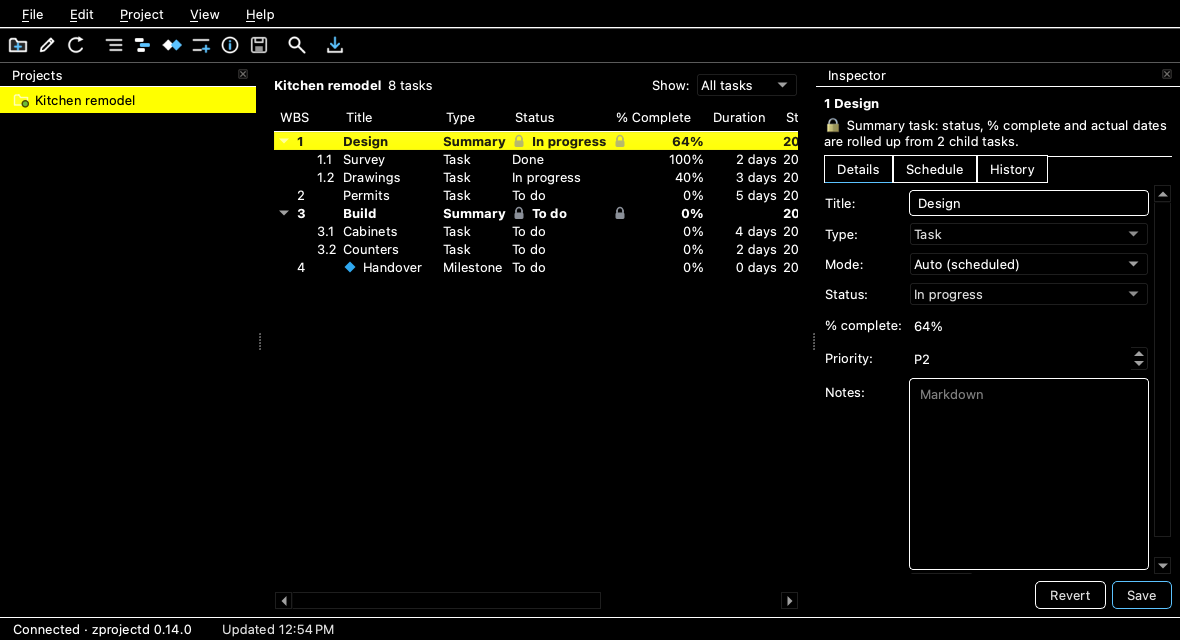 File Edit Project View Help
Projects
Kitchen remodel
Kitchen remodel 8 tasks Show: All tasks
WBS Title Type Status % Complete Duration St
1 Design Summary In progress 64% 20
1.1 Survey Task Done 100% 2 days 20
1.2 Drawings Task In progress 40% 3 days 20
2 Permits Task To do 0% 5 days 20
3 Build Summary To do 0% 20
3.1 Cabinets Task To do 0% 4 days 20
3.2 Counters Task To do 0% 2 days 20
4 Handover Milestone To do 0% 0 days 20
Inspector
1 Design
Summary task: status, % complete and actual dates
are rolled up from 2 child tasks.
Details Schedule History
Title: Design
Type: Task
Mode: Auto (scheduled)
Status: In progress
% complete: 64%
Priority: P2
Notes: Markdown
Revert Save
Connected · zprojectd 0.14.0 Updated 12:54 PM